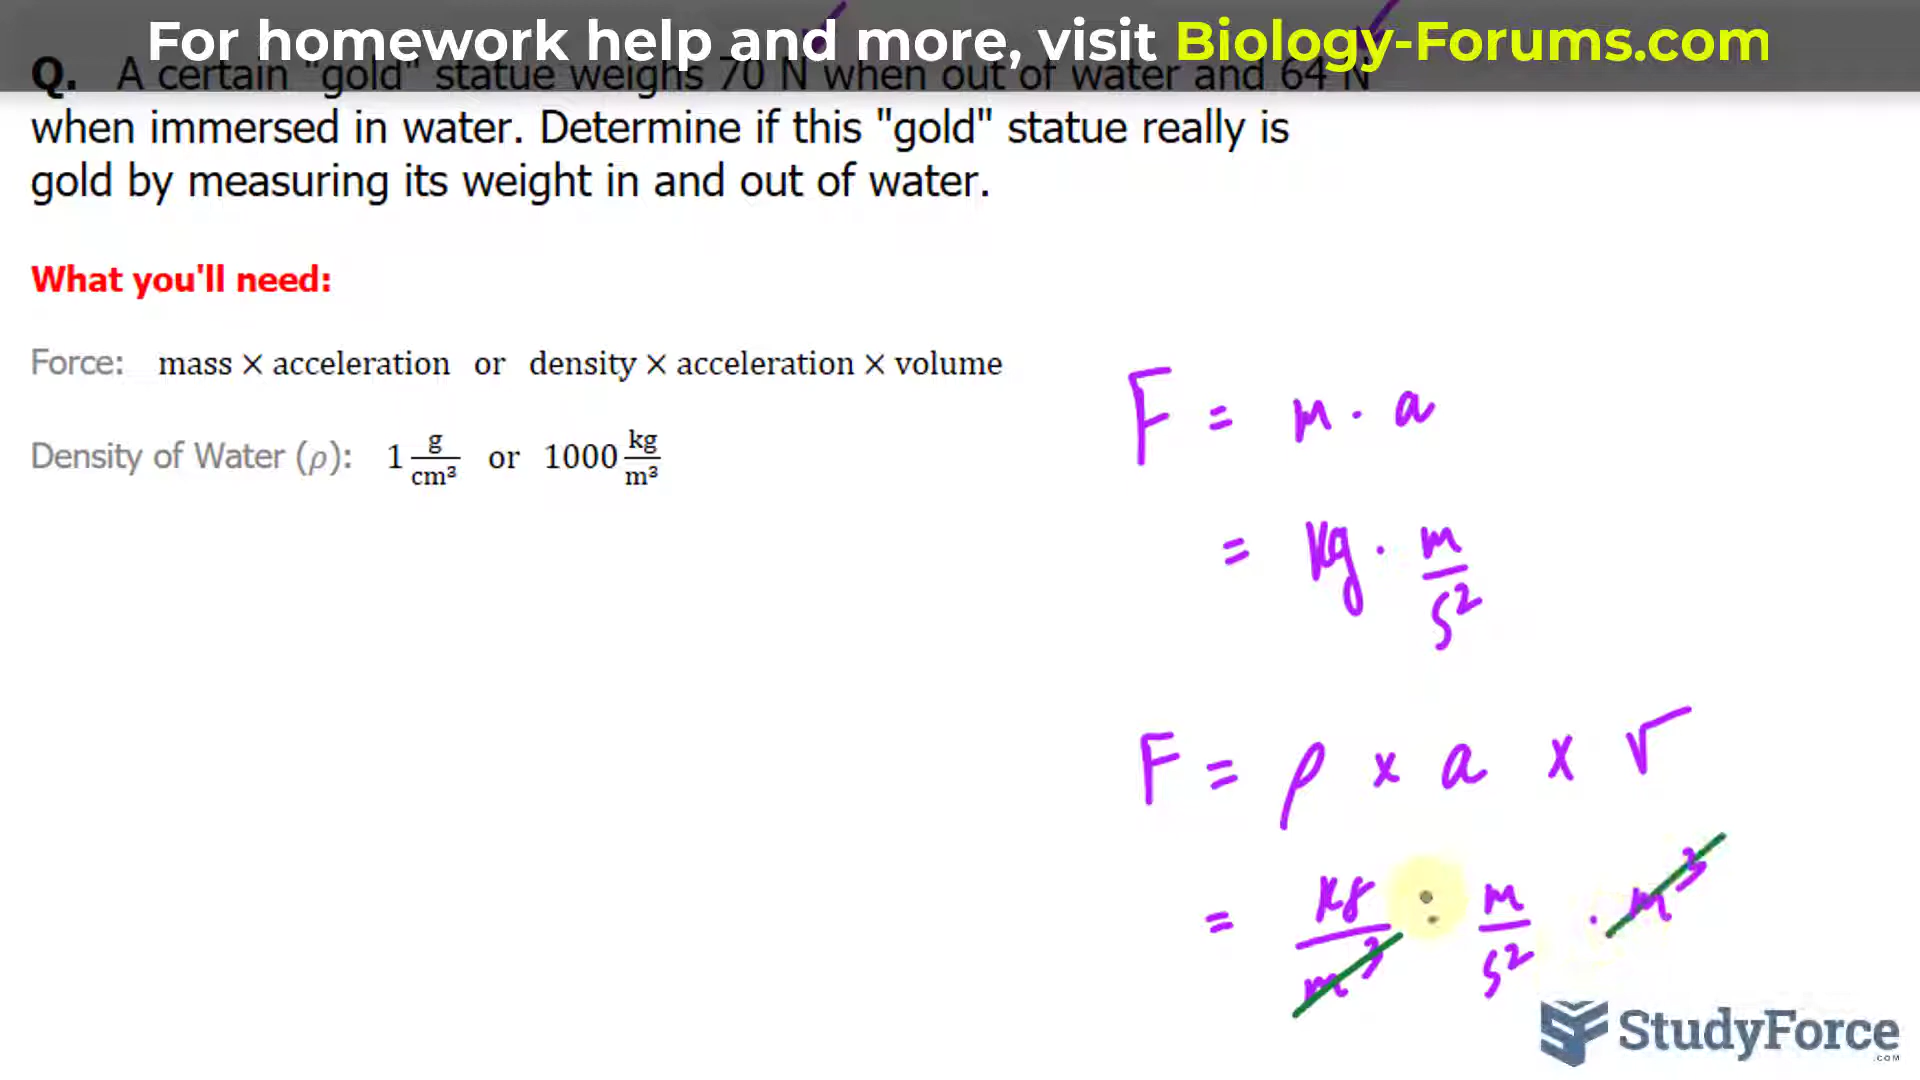 For homework help and more, visit Biology-Forums.com
Q. A certain "gold" statue weighs 70 N when out of water and 64 N
when immersed in water. Determine if this "gold" statue really is
gold by measuring its weight in and out of water.
What you'll need:
Force: mass × acceleration or density × acceleration × volume
Density of Water (ρ): 1 g/cm³ or 1000 kg/m³
F = m · a
= kg · m/s²
F = ρ × a × V
= kg/m³ · m/s² · m³
StudyForce
.COM